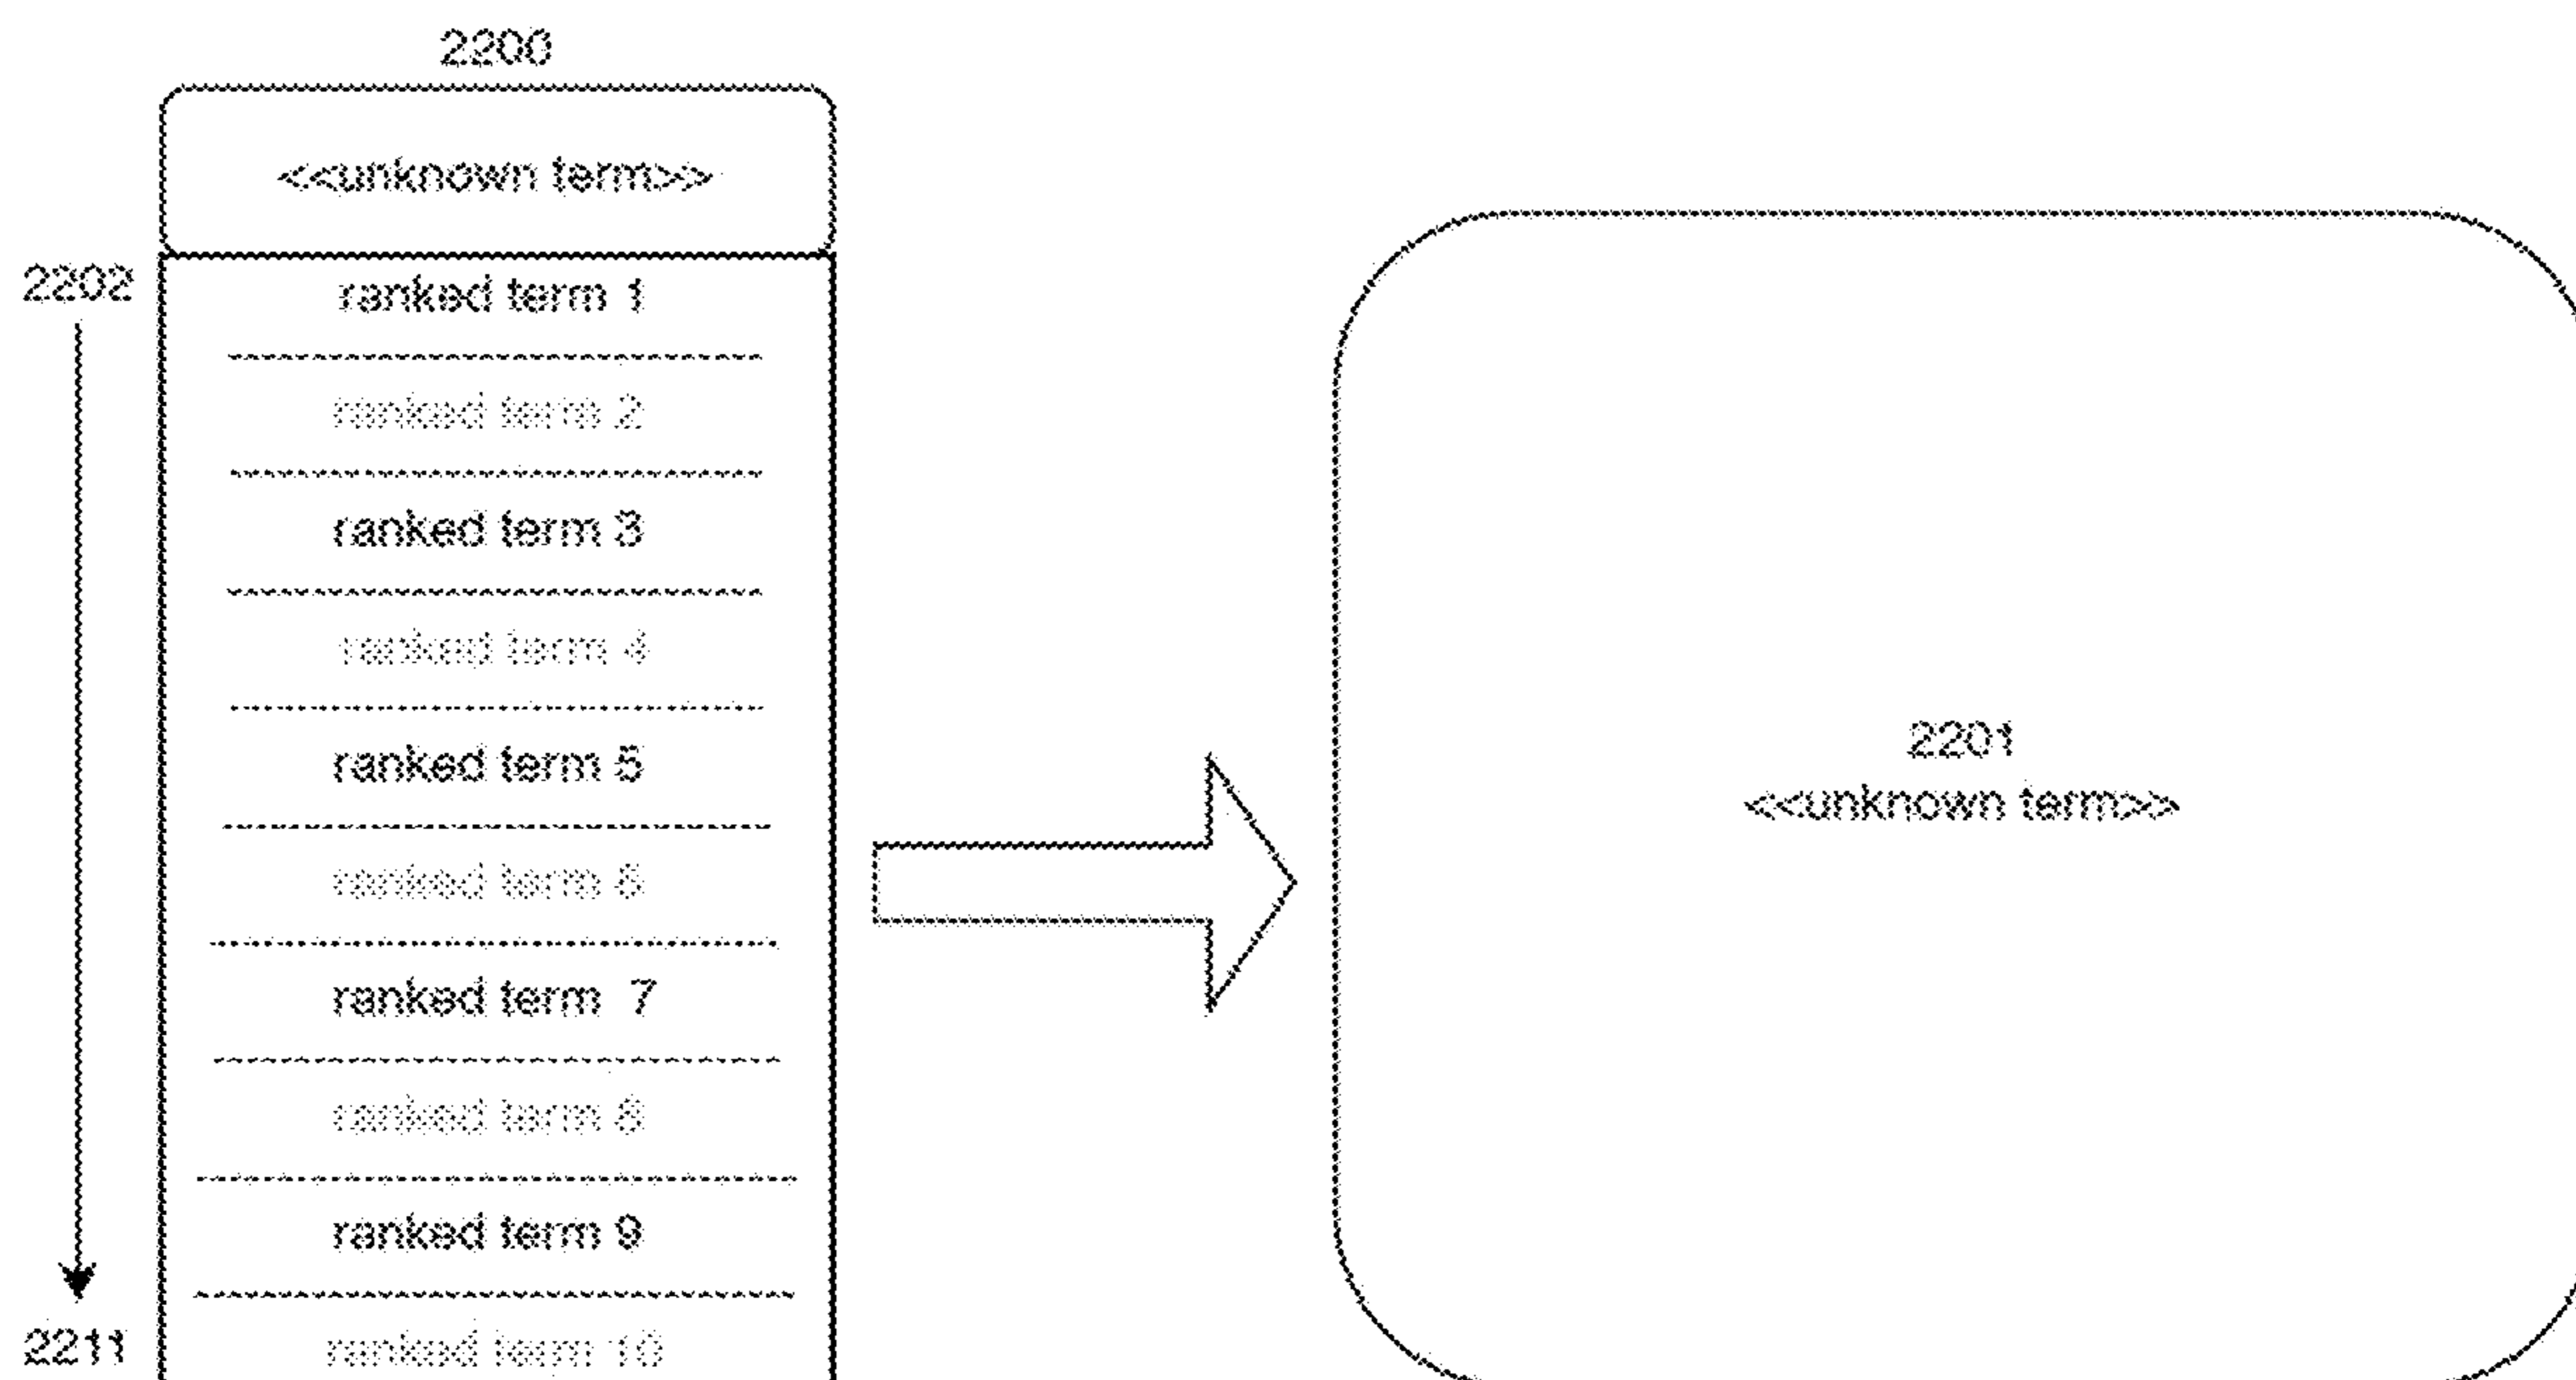 2200
<<unknown term>>
2202
ranked term 1
ranked term 2
ranked term 3
ranked term 4
ranked term 5
ranked term 6
ranked term 7
ranked term 8
ranked term 9
2211
ranked term 10
2201
<<unknown term>>